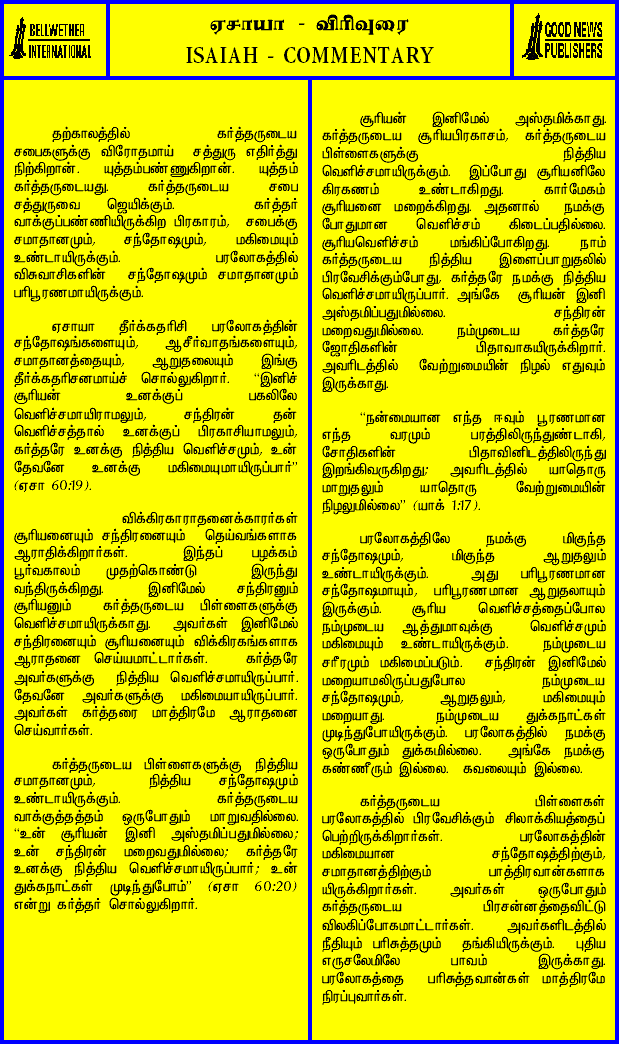 BELLWETHER
INTERNATIONAL
ஏசாயா - விரிவுரை
ISAIAH - COMMENTARY
GOOD NEWS
PUBLISHERS
தற்காலத்தில் கர்த்தருடைய
சபைகளுக்கு விரோதமாய் சத்துரு எதிர்த்து
நிற்கிறான். யுத்தம்பண்ணுகிறான். யுத்தம்
கர்த்தருடையது. கர்த்தருடைய சபை
சத்துருவை ஜெயிக்கும். கர்த்தர்
வாக்குப்பண்ணியிருக்கிற பிரகாரம், சபைக்கு
சமாதானமும், சந்தோஷமும், மகிமையும்
உண்டாயிருக்கும். பரலோகத்தில்
விசுவாசிகளின் சந்தோஷமும் சமாதானமும்
பரிபூரணமாயிருக்கும்.
ஏசாயா தீர்க்கதரிசி பரலோகத்தின்
சந்தோஷங்களையும், ஆசீர்வாதங்களையும்,
சமாதானத்தையும், ஆறுதலையும் இங்கு
தீர்க்கதரிசனமாய்ச் சொல்லுகிறார். “இனிச்
சூரியன் உனக்குப் பகலிலே
வெளிச்சமாயிராமலும், சந்திரன் தன்
வெளிச்சத்தால் உனக்குப் பிரகாசியாமலும்,
கர்த்தரே உனக்கு நித்திய வெளிச்சமும், உன்
தேவனே உனக்கு மகிமையுமாயிருப்பார்”
(ஏசா 60:19).
விக்கிரகாராதனைக்காரர்கள்
சூரியனையும் சந்திரனையும் தெய்வங்களாக
ஆராதிக்கிறார்கள். இந்தப் பழக்கம்
பூர்வகாலம் முதற்கொண்டு இருந்து
வந்திருக்கிறது. இனிமேல் சந்திரனும்
சூரியனும் கர்த்தருடைய பிள்ளைகளுக்கு
வெளிச்சமாயிருக்காது. அவர்கள் இனிமேல்
சந்திரனையும் சூரியனையும் விக்கிரகங்களாக
ஆராதனை செய்யமாட்டார்கள். கர்த்தரே
அவர்களுக்கு நித்திய வெளிச்சமாயிருப்பார்.
தேவனே அவர்களுக்கு மகிமையாயிருப்பார்.
அவர்கள் கர்த்தரை மாத்திரமே ஆராதனை
செய்வார்கள்.
கர்த்தருடைய பிள்ளைகளுக்கு நித்திய
சமாதானமும், நித்திய சந்தோஷமும்
உண்டாயிருக்கும். கர்த்தருடைய
வாக்குத்தத்தம் ஒருபோதும் மாறுவதில்லை.
“உன் சூரியன் இனி அஸ்தமிப்பதுமில்லை;
உன் சந்திரன் மறைவதுமில்லை; கர்த்தரே
உனக்கு நித்திய வெளிச்சமாயிருப்பார்; உன்
துக்கநாட்கள் முடிந்துபோம்” (ஏசா 60:20)
என்று கர்த்தர் சொல்லுகிறார்.
சூரியன் இனிமேல் அஸ்தமிக்காது.
கர்த்தருடைய சூரியபிரகாசம், கர்த்தருடைய
பிள்ளைகளுக்கு நித்திய
வெளிச்சமாயிருக்கும். இப்போது சூரியனிலே
கிரகணம் உண்டாகிறது. கார்மேகம்
சூரியனை மறைக்கிறது. அதனால் நமக்கு
போதுமான வெளிச்சம் கிடைப்பதில்லை.
சூரியவெளிச்சம் மங்கிப்போகிறது. நாம்
கர்த்தருடைய நித்திய இளைப்பாறுதலில்
பிரவேசிக்கும்போது, கர்த்தரே நமக்கு நித்திய
வெளிச்சமாயிருப்பார். அங்கே சூரியன் இனி
அஸ்தமிப்பதுமில்லை. சந்திரன்
மறைவதுமில்லை. நம்முடைய கர்த்தரே
ஜோதிகளின் பிதாவாகயிருக்கிறார்.
அவரிடத்தில் வேற்றுமையின் நிழல் எதுவும்
இருக்காது.
“நன்மையான எந்த ஈவும் பூரணமான
எந்த வரமும் பரத்திலிருந்துண்டாகி,
சோதிகளின் பிதாவினிடத்திலிருந்து
இறங்கிவருகிறது; அவரிடத்தில் யாதொரு
மாறுதலும் யாதொரு வேற்றுமையின்
நிழலுமில்லை” (யாக் 1:17).
பரலோகத்திலே நமக்கு மிகுந்த
சந்தோஷமும், மிகுந்த ஆறுதலும்
உண்டாயிருக்கும். அது பரிபூரணமான
சந்தோஷமாயும், பரிபூரணமான ஆறுதலாயும்
இருக்கும். சூரிய வெளிச்சத்தைப்போல
நம்முடைய ஆத்துமாவுக்கு வெளிச்சமும்
மகிமையும் உண்டாயிருக்கும். நம்முடைய
சரீரமும் மகிமைப்படும். சந்திரன் இனிமேல்
மறையாமலிருப்பதுபோல நம்முடைய
சந்தோஷமும், ஆறுதலும், மகிமையும்
மறையாது. நம்முடைய துக்கநாட்கள்
முடிந்துபோயிருக்கும். பரலோகத்தில் நமக்கு
ஒருபோதும் துக்கமில்லை. அங்கே நமக்கு
கண்ணீரும் இல்லை. கவலையும் இல்லை.
கர்த்தருடைய பிள்ளைகள்
பரலோகத்தில் பிரவேசிக்கும் சிலாக்கியத்தைப்
பெற்றிருக்கிறார்கள். பரலோகத்தின்
மகிமையான சந்தோஷத்திற்கும்,
சமாதானத்திற்கும் பாத்திரவான்களாக
யிருக்கிறார்கள். அவர்கள் ஒருபோதும்
கர்த்தருடைய பிரசன்னத்தைவிட்டு
விலகிப்போகமாட்டார்கள். அவர்களிடத்தில்
நீதியும் பரிசுத்தமும் தங்கியிருக்கும். புதிய
எருசலேமிலே பாவம் இருக்காது.
பரலோகத்தை பரிசுத்தவான்கள் மாத்திரமே
நிரப்புவார்கள்.